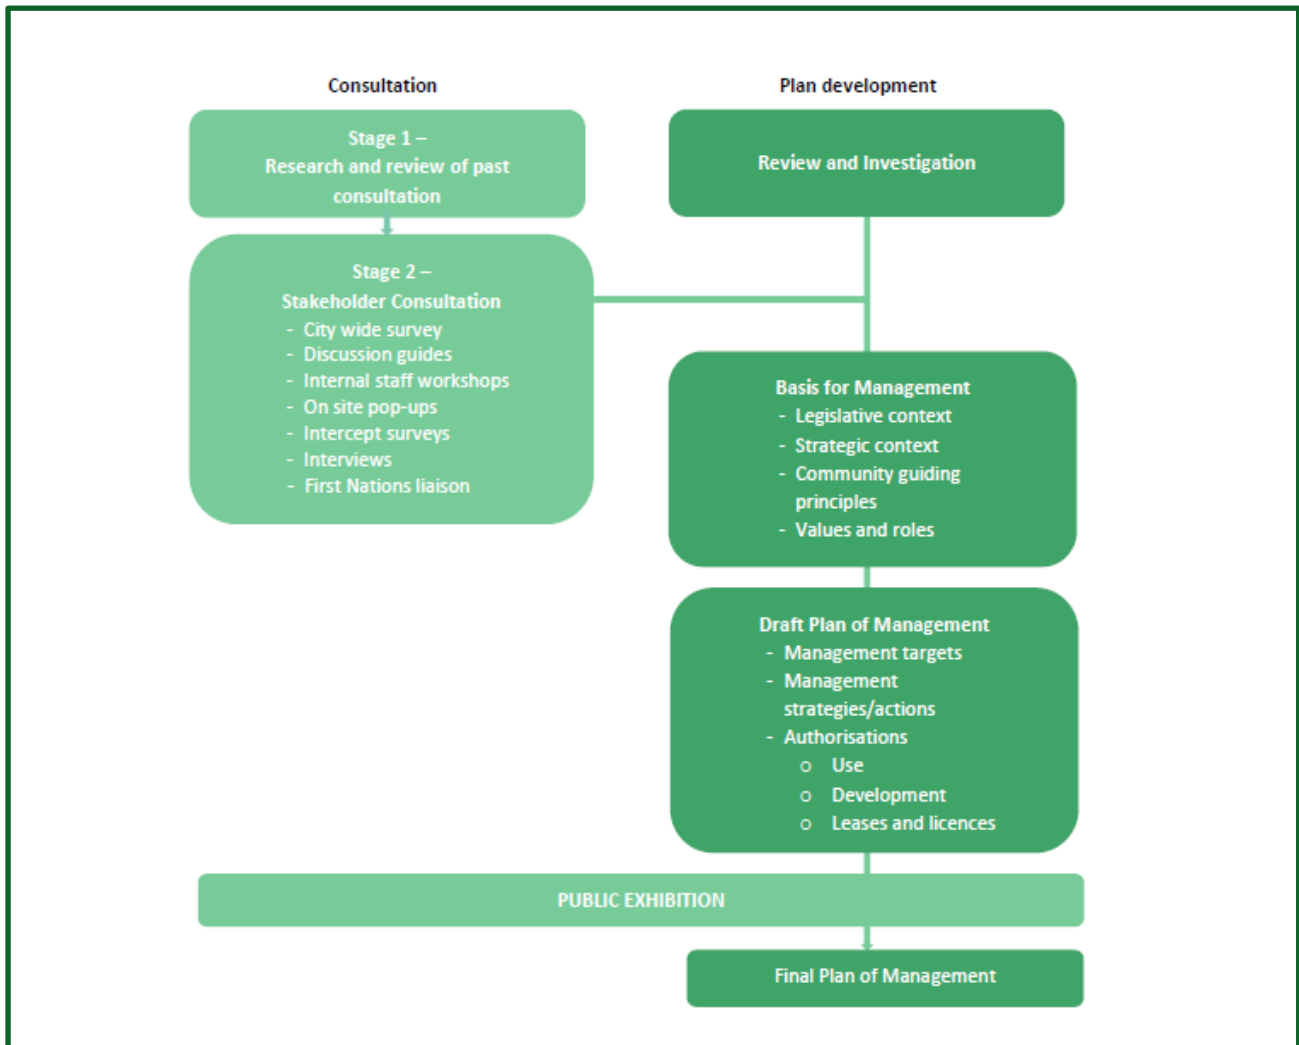 Consultation
Stage 1 –
Research and review of past
consultation
Stage 2 –
Stakeholder Consultation
- City wide survey
- Discussion guides
- Internal staff workshops
- On site pop-ups
- Intercept surveys
- Interviews
- First Nations liaison
Plan development
Review and Investigation
Basis for Management
- Legislative context
- Strategic context
- Community guiding
principles
- Values and roles
Draft Plan of Management
- Management targets
- Management
strategies/actions
- Authorisations
o Use
o Development
o Leases and licences
PUBLIC EXHIBITION
Final Plan of Management